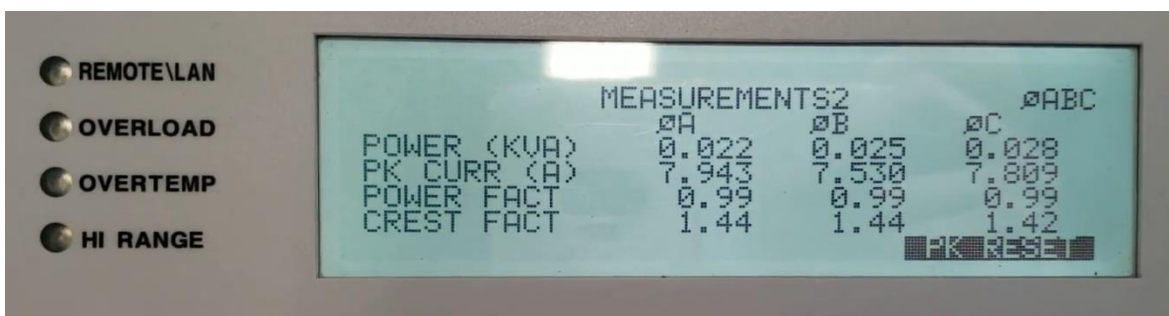 REMOTE\LAN
OVERLOAD
OVERTEMP
HI RANGE
MEASUREMENTS2 øABC
øA øB øC
POWER (KVA) 0.022 0.025 0.028
PK CURR (A) 7.943 7.530 7.809
POWER FACT 0.99 0.99 0.99
CREST FACT 1.44 1.44 1.42
PK RESET